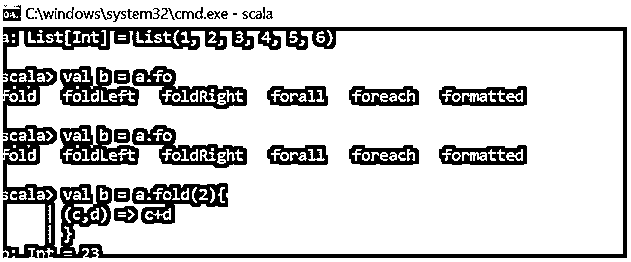 C:\windows\system32\cmd.exe - scala
a: List[Int] = List(1, 2, 3, 4, 5, 6)
scala> val b = a.fo
fold foldLeft foldRight forall foreach formatted
scala> val b = a.fo
fold foldLeft foldRight forall foreach formatted
scala> val b = a.fold(2){
| (c,d) => c+d
| }
b: Int = 23